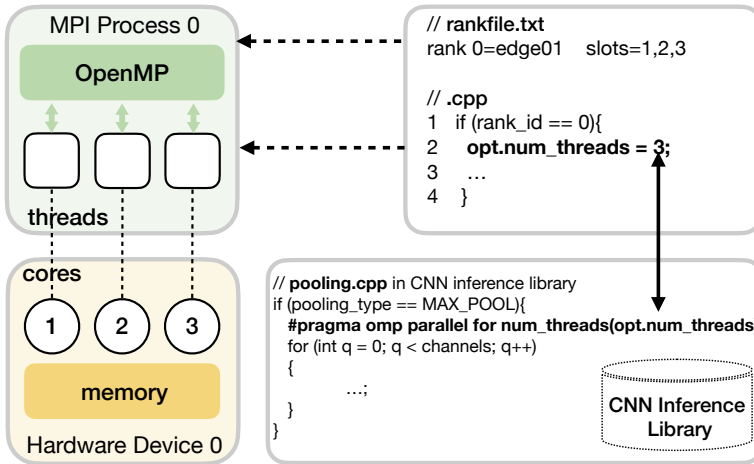 MPI Process 0
OpenMP
threads
cores
1
2
3
memory
Hardware Device 0
// rankfile.txt
rank 0=edge01 slots=1,2,3
// .cpp
1 if (rank_id == 0){
2 opt.num_threads = 3;
3 …
4 }
// pooling.cpp in CNN inference library
if (pooling_type == MAX_POOL){
#pragma omp parallel for num_threads(opt.num_threads
for (int q = 0; q < channels; q++)
{
…;
}
}
CNN Inference
Library